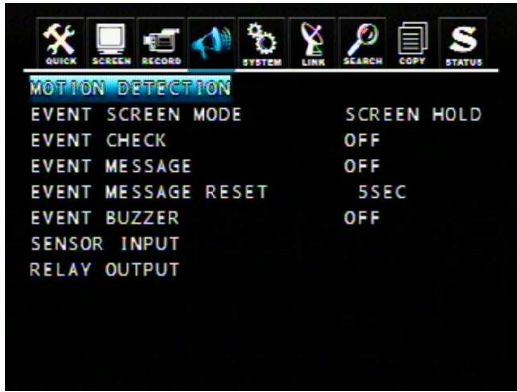 QUICK SCREEN RECORD SYSTEM LINK SEARCH COPY S STATUS
MOTION DETECTION
EVENT SCREEN MODE SCREEN HOLD
EVENT CHECK OFF
EVENT MESSAGE OFF
EVENT MESSAGE RESET 5SEC
EVENT BUZZER OFF
SENSOR INPUT
RELAY OUTPUT